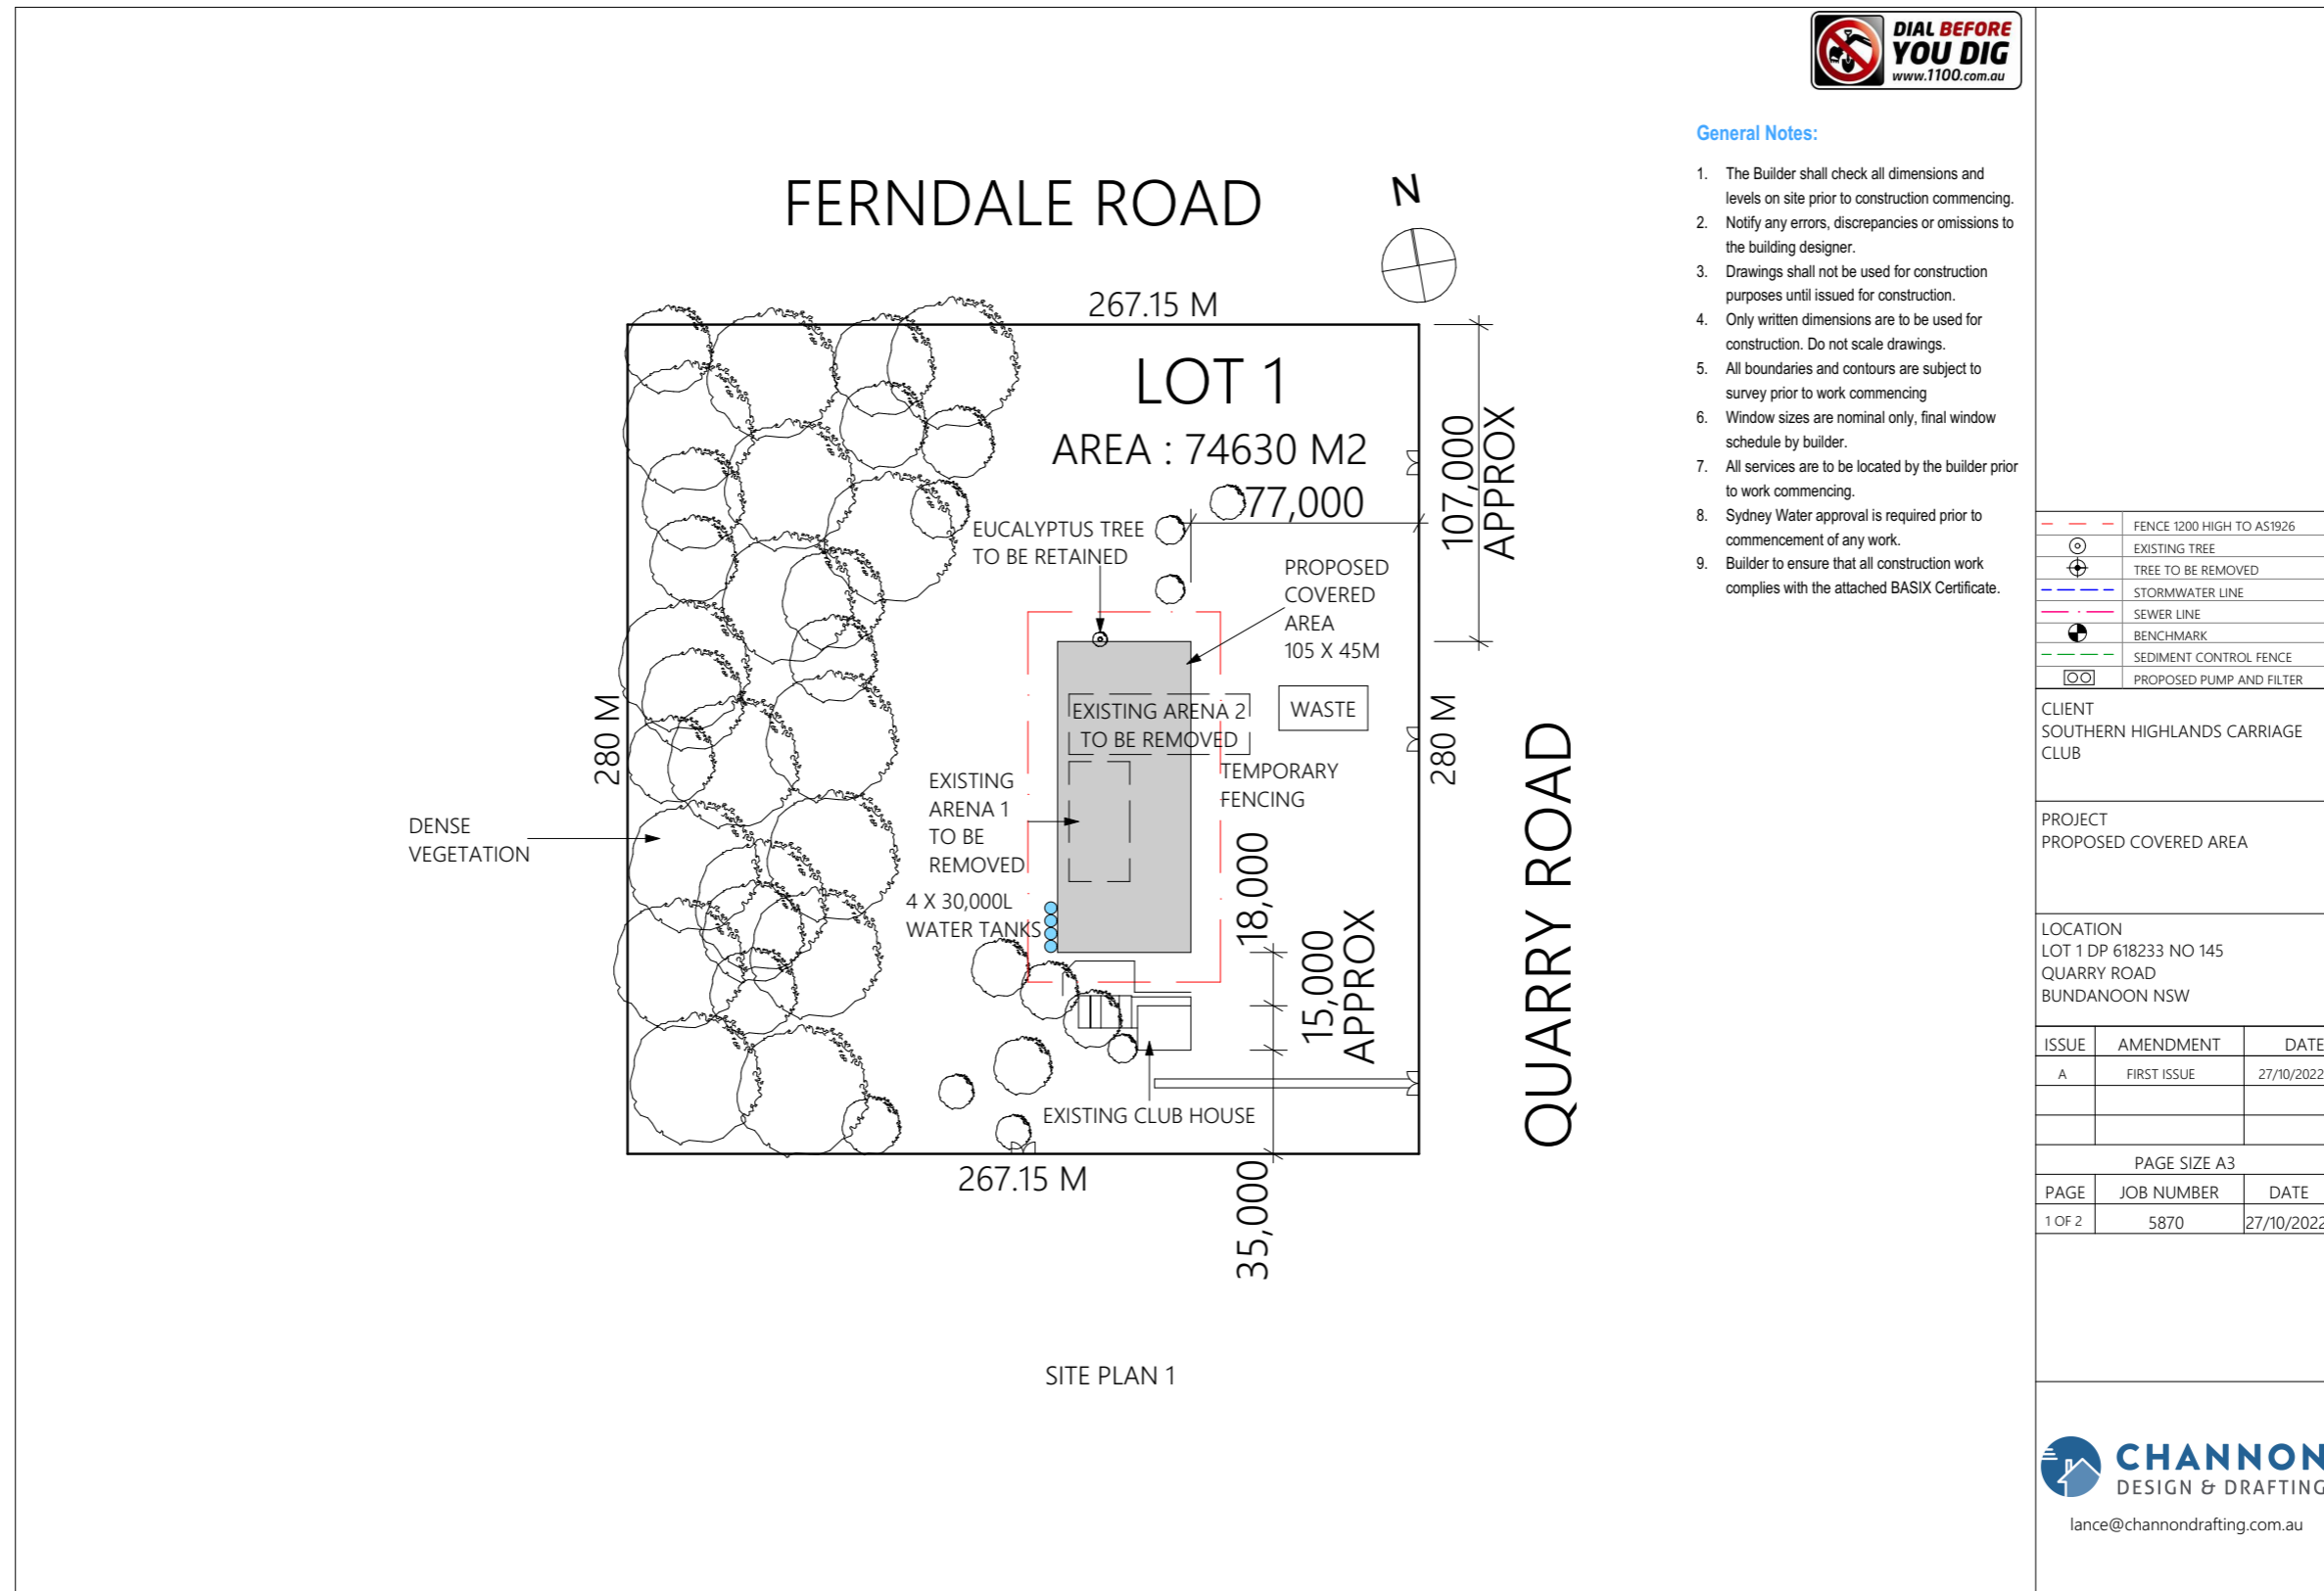 DIAL BEFORE
YOU DIG
www.1100.com.au
General Notes:
1. The Builder shall check all dimensions and
levels on site prior to construction commencing.
2. Notify any errors, discrepancies or omissions to
the building designer.
3. Drawings shall not be used for construction
purposes until issued for construction.
4. Only written dimensions are to be used for
construction. Do not scale drawings.
5. All boundaries and contours are subject to
survey prior to work commencing
6. Window sizes are nominal only, final window
schedule by builder.
7. All services are to be located by the builder prior
to work commencing.
8. Sydney Water approval is required prior to
commencement of any work.
9. Builder to ensure that all construction work
complies with the attached BASIX Certificate.
FERNDALE ROAD
N
267.15 M
LOT 1
AREA : 74630 M2
77,000
107,000
APPROX
EUCALYPTUS TREE
TO BE RETAINED
PROPOSED
COVERED
AREA
105 X 45M
EXISTING ARENA 2
TO BE REMOVED
WASTE
280 M
280 M
QUARRY ROAD
TEMPORARY
FENCING
EXISTING
ARENA 1
TO BE
REMOVED
DENSE
VEGETATION
4 X 30,000L
WATER TANKS
18,000
15,000
APPROX
EXISTING CLUB HOUSE
267.15 M
35,000
SITE PLAN 1
FENCE 1200 HIGH TO AS1926
EXISTING TREE
TREE TO BE REMOVED
STORMWATER LINE
SEWER LINE
BENCHMARK
SEDIMENT CONTROL FENCE
PROPOSED PUMP AND FILTER
CLIENT
SOUTHERN HIGHLANDS CARRIAGE
CLUB
PROJECT
PROPOSED COVERED AREA
LOCATION
LOT 1 DP 618233 NO 145
QUARRY ROAD
BUNDANOON NSW
ISSUE AMENDMENT DATE
A FIRST ISSUE 27/10/2022
PAGE SIZE A3
PAGE JOB NUMBER DATE
1 OF 2 5870 27/10/2022
CHANNON
DESIGN & DRAFTING
lance@channondrafting.com.au